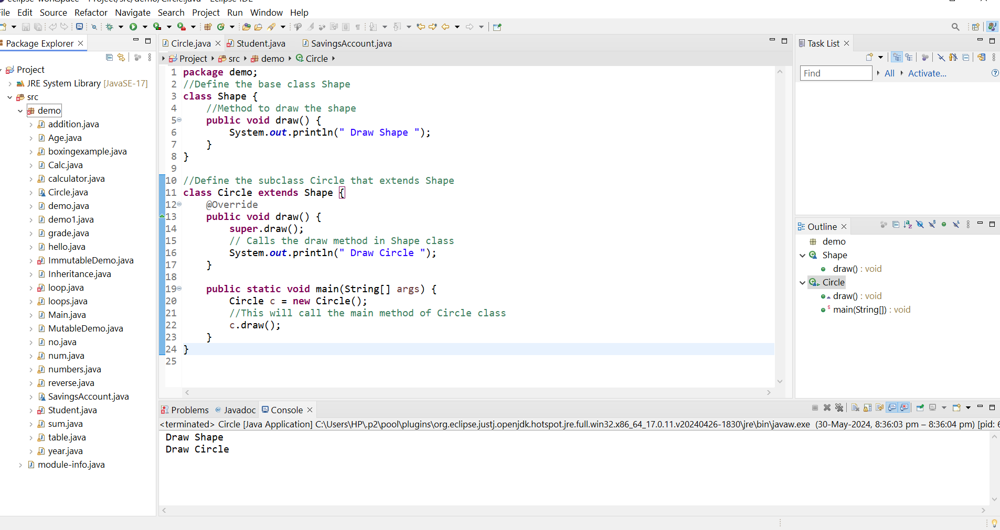 eclipse-workspace - Project/src/demo/Circle.java - Eclipse IDE
File Edit Source Refactor Navigate Search Project Run Window Help
Package Explorer
Project
JRE System Library [JavaSE-17]
src
demo
addition.java
Age.java
boxingexample.java
Calc.java
calculator.java
Circle.java
demo.java
demo1.java
grade.java
hello.java
ImmutableDemo.java
Inheritance.java
loop.java
loops.java
Main.java
MutableDemo.java
no.java
num.java
numbers.java
reverse.java
SavingsAccount.java
Student.java
sum.java
table.java
year.java
module-info.java
Circle.java Student.java SavingsAccount.java
Project src demo Circle
1 package demo;
2 //Define the base class Shape
3 class Shape {
4 //Method to draw the shape
5 public void draw() {
6 System.out.println(" Draw Shape ");
7 }
8 }
9
10 //Define the subclass Circle that extends Shape
11 class Circle extends Shape {
12 @Override
13 public void draw() {
14 super.draw();
15 // Calls the draw method in Shape class
16 System.out.println(" Draw Circle ");
17 }
18
19 public static void main(String[] args) {
20 Circle c = new Circle();
21 //This will call the main method of Circle class
22 c.draw();
23 }
24 }
25
Problems Javadoc Console
<terminated> Circle [Java Application] C:\Users\HP\.p2\pool\plugins\org.eclipse.justj.openjdk.hotspot.jre.full.win32.x86_64_17.0.11.v20240426-1830\jre\bin\javaw.exe (30-May-2024, 8:36:03 pm – 8:36:04 pm) [pid:
Draw Shape
Draw Circle
Task List
Find All Activate...
Outline
demo
Shape
draw() : void
Circle
draw() : void
main(String[]) : void